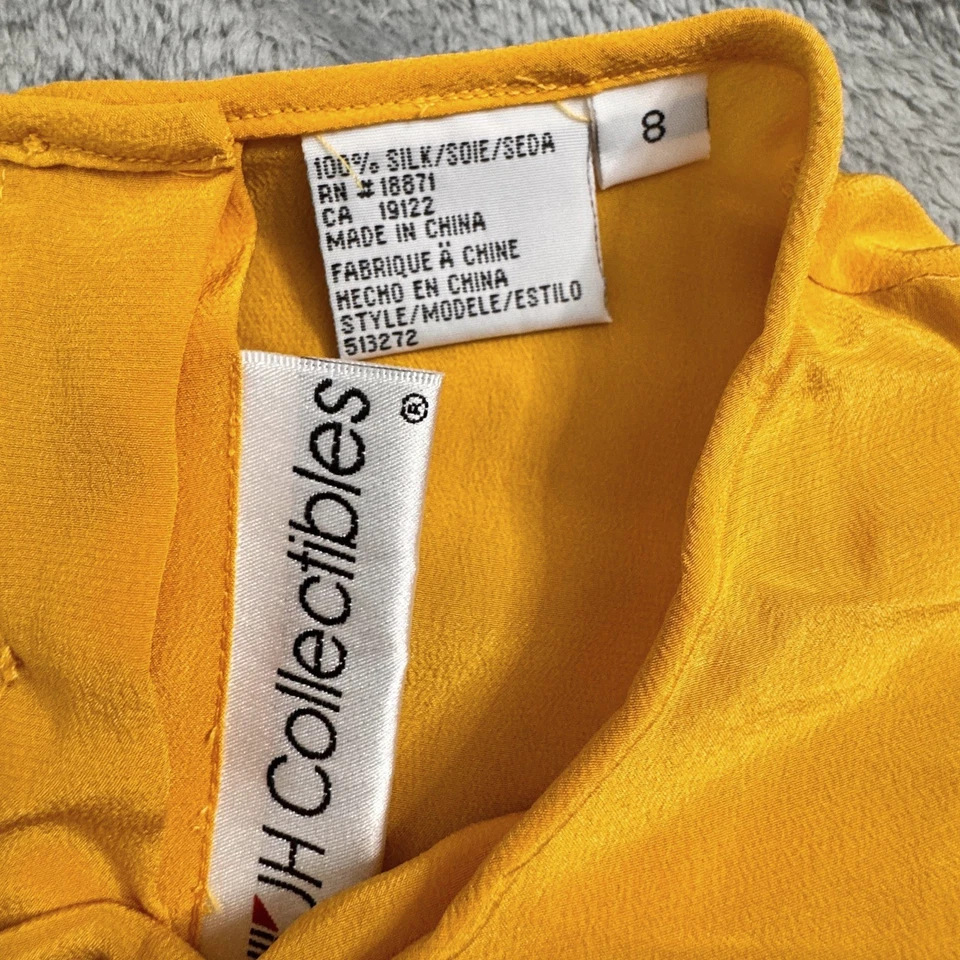 100% SILK/SOIE/SEDA
RN # 18871
CA 19122
MADE IN CHINA
FABRIQUE Ä CHINE
HECHO EN CHINA
STYLE/MODELE/ESTILO
513272
8
JH Collectibles®